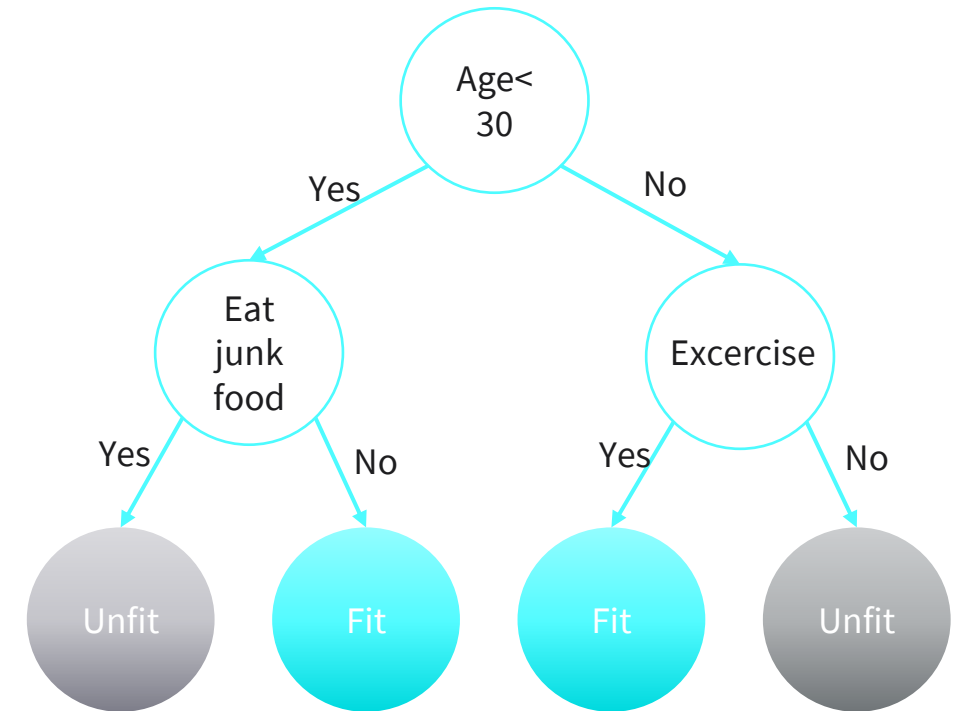 Age<
30
Yes
No
Eat
junk
food
Excercise
Yes
No
Yes
No
Unfit
Fit
Fit
Unfit